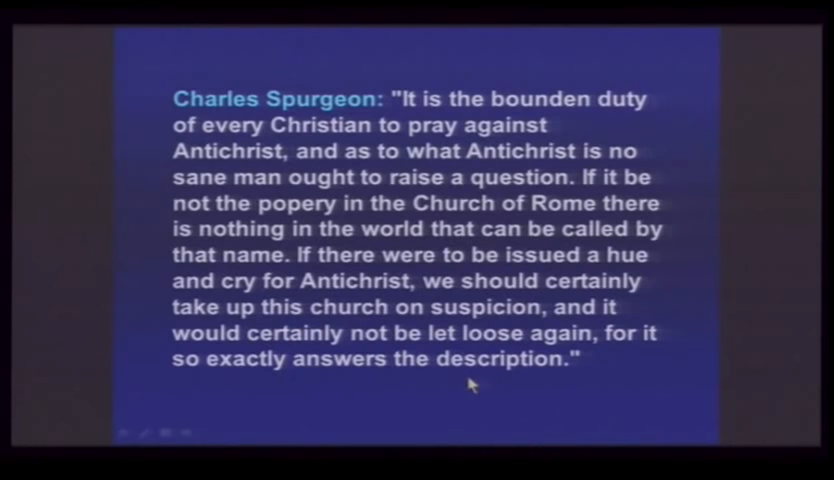 Charles Spurgeon: "It is the bounden duty
of every Christian to pray against
Antichrist, and as to what Antichrist is no
sane man ought to raise a question. If it be
not the popery in the Church of Rome there
is nothing in the world that can be called by
that name. If there were to be issued a hue
and cry for Antichrist, we should certainly
take up this church on suspicion, and it
would certainly not be let loose again, for it
so exactly answers the description."